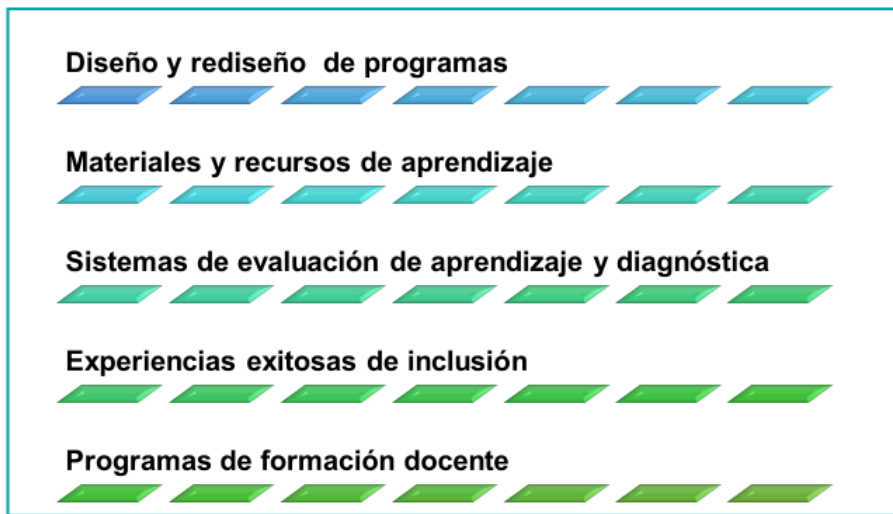 Diseño y rediseño de programas
Materiales y recursos de aprendizaje
Sistemas de evaluación de aprendizaje y diagnóstica
Experiencias exitosas de inclusión
Programas de formación docente